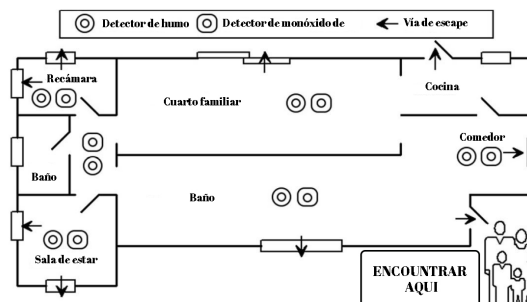 Detector de humo
Detector de monóxido de
Vía de escape
Recámara
Cuarto familiar
Cocina
Comedor
Baño
Baño
Sala de estar
ENCOUNTRAR
AQUI